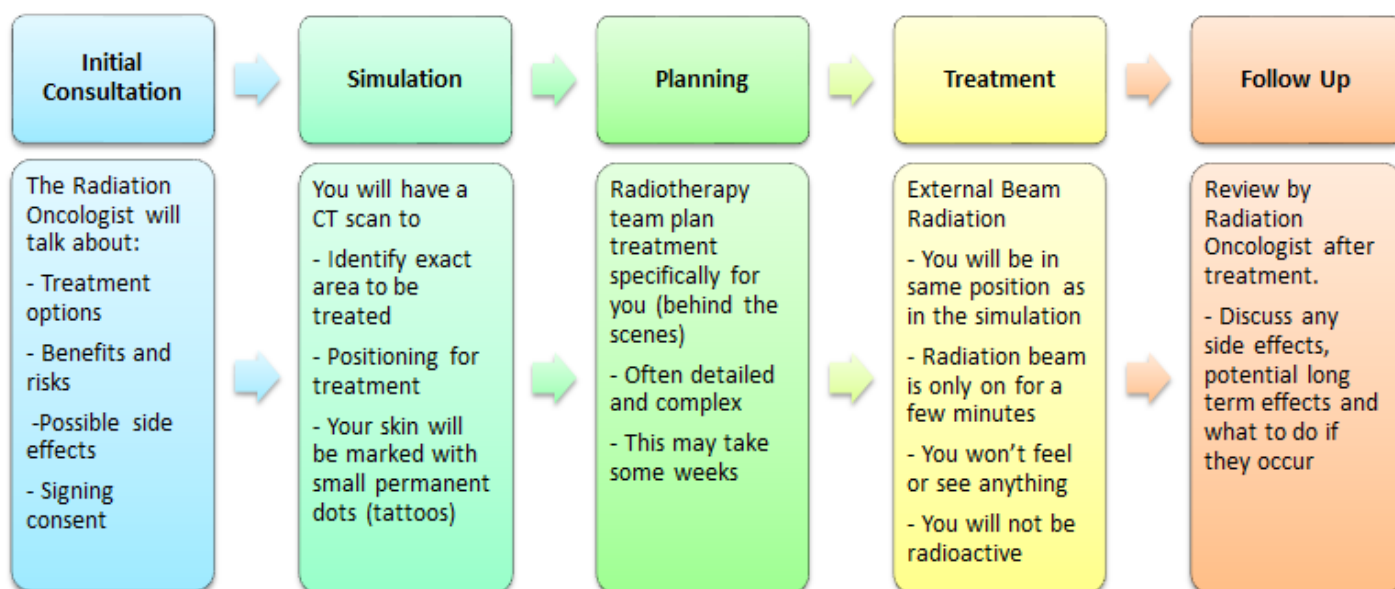 Initial
Consultation
Simulation
Planning
Treatment
Follow Up
The Radiation
Oncologist will
talk about:
- Treatment
options
- Benefits and
risks
-Possible side
effects
- Signing
consent
You will have a
CT scan to
- Identify exact
area to be
treated
- Positioning for
treatment
- Your skin will
be marked with
small permanent
dots (tattoos)
Radiotherapy
team plan
treatment
specifically for
you (behind the
scenes)
- Often detailed
and complex
- This may take
some weeks
External Beam
Radiation
- You will be in
same position as
in the simulation
- Radiation beam
is only on for a
few minutes
- You won’t feel
or see anything
- You will not be
radioactive
Review by
Radiation
Oncologist after
treatment.
- Discuss any
side effects,
potential long
term effects and
what to do if
they occur